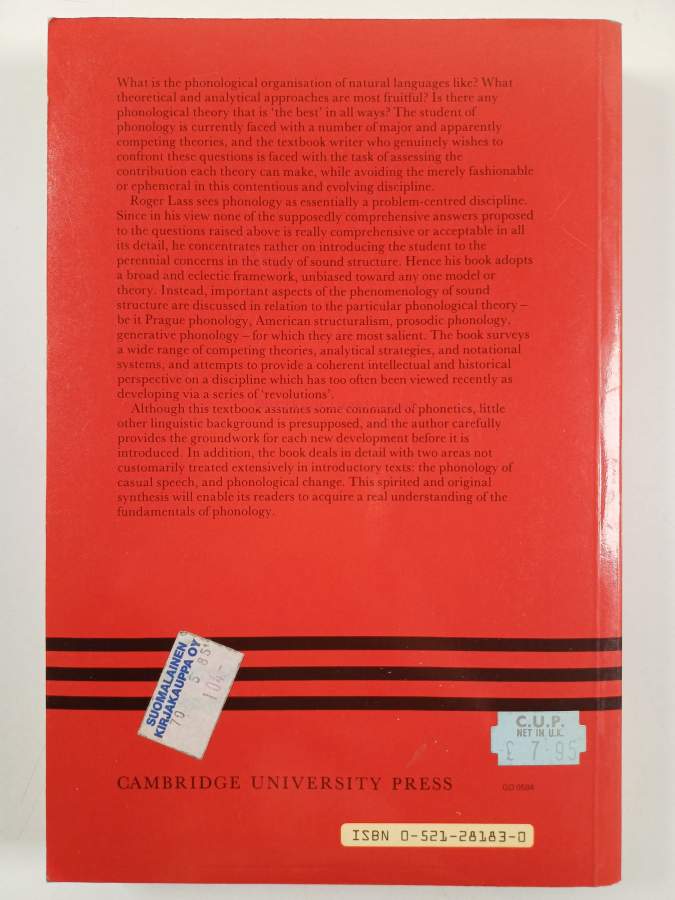 What is the phonological organisation of natural languages like? What
theoretical and analytical approaches are most fruitful? Is there any
phonological theory that is 'the best' in all ways? The student of
phonology is currently faced with a number of major and apparently
competing theories, and the textbook writer who genuinely wishes to
confront these questions is faced with the task of assessing the
contribution each theory can make, while avoiding the merely fashionable
or ephemeral in this contentious and evolving discipline.
Roger Lass sees phonology as essentially a problem-centred discipline.
Since in his view none of the supposedly comprehensive answers proposed
to the questions raised above is really comprehensive or acceptable in all
its detail, he concentrates rather on introducing the student to the
perennial concerns in the study of sound structure. Hence his book adopts
a broad and eclectic framework, unbiased toward any one model or
theory. Instead, important aspects of the phenomenology of sound
structure are discussed in relation to the particular phonological theory –
be it Prague phonology, American structuralism, prosodic phonology,
generative phonology – for which they are most salient. The book surveys
a wide range of competing theories, analytical strategies, and notational
systems, and attempts to provide a coherent intellectual and historical
perspective on a discipline which has too often been viewed recently as
developing via a series of 'revolutions'.
Although this textbook assumes some command of phonetics, little
other linguistic background is presupposed, and the author carefully
provides the groundwork for each new development before it is
introduced. In addition, the book deals in detail with two areas not
customarily treated extensively in introductory texts: the phonology of
casual speech, and phonological change. This spirited and original
synthesis will enable its readers to acquire a real understanding of the
fundamentals of phonology.
SUOMALAINEN
KIRJAKAUPPA OY
70 5 85
104,-
C.U.P.
NET IN U.K.
£ 7.95
CAMBRIDGE UNIVERSITY PRESS
ISBN 0-521-28183-0